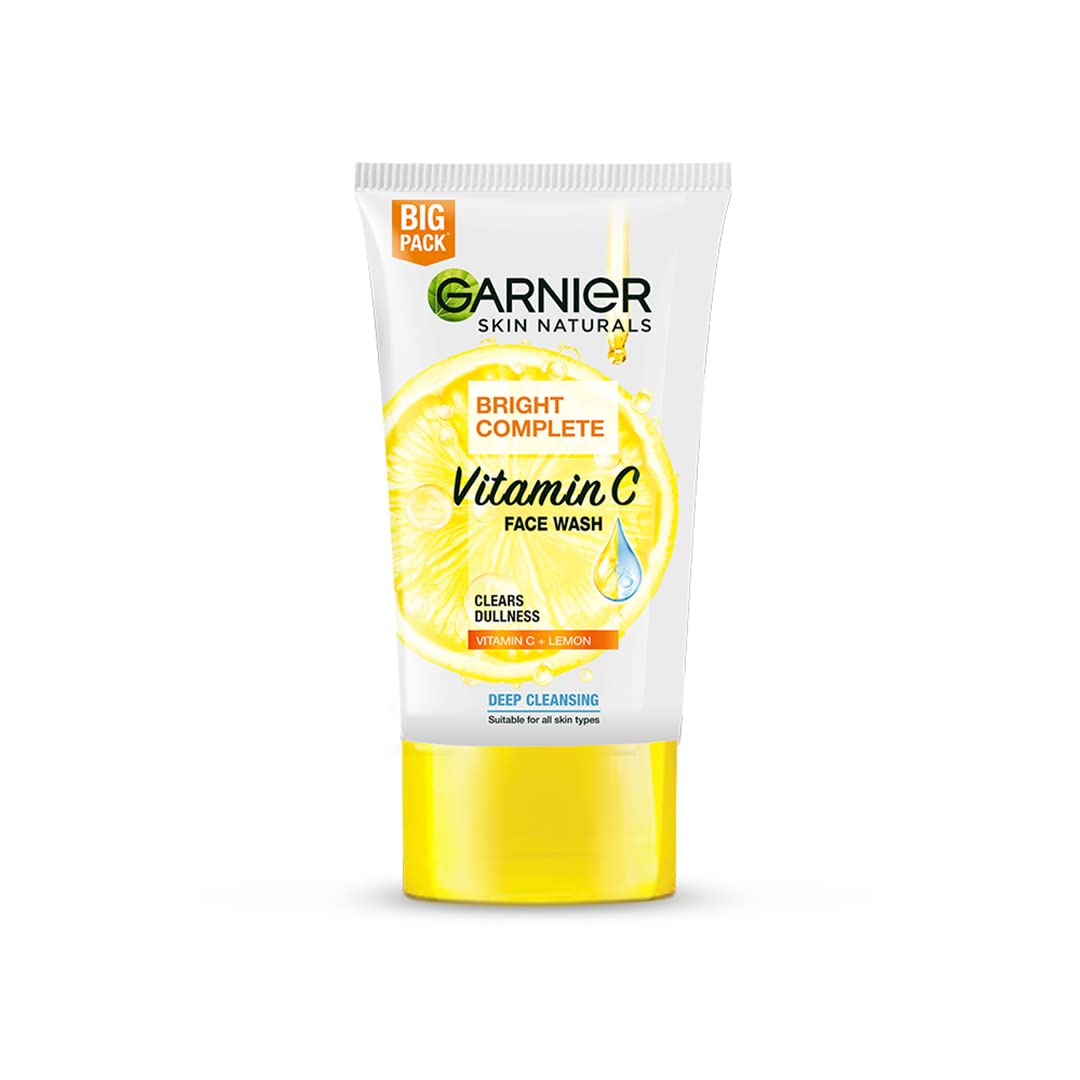 BIG
PACK*
GARNIER
SKIN NATURALS
BRIGHT
COMPLETE
Vitamin C
FACE WASH
CLEARS
DULLNESS
VITAMIN C + LEMON
DEEP CLEANSING
Suitable for all skin types